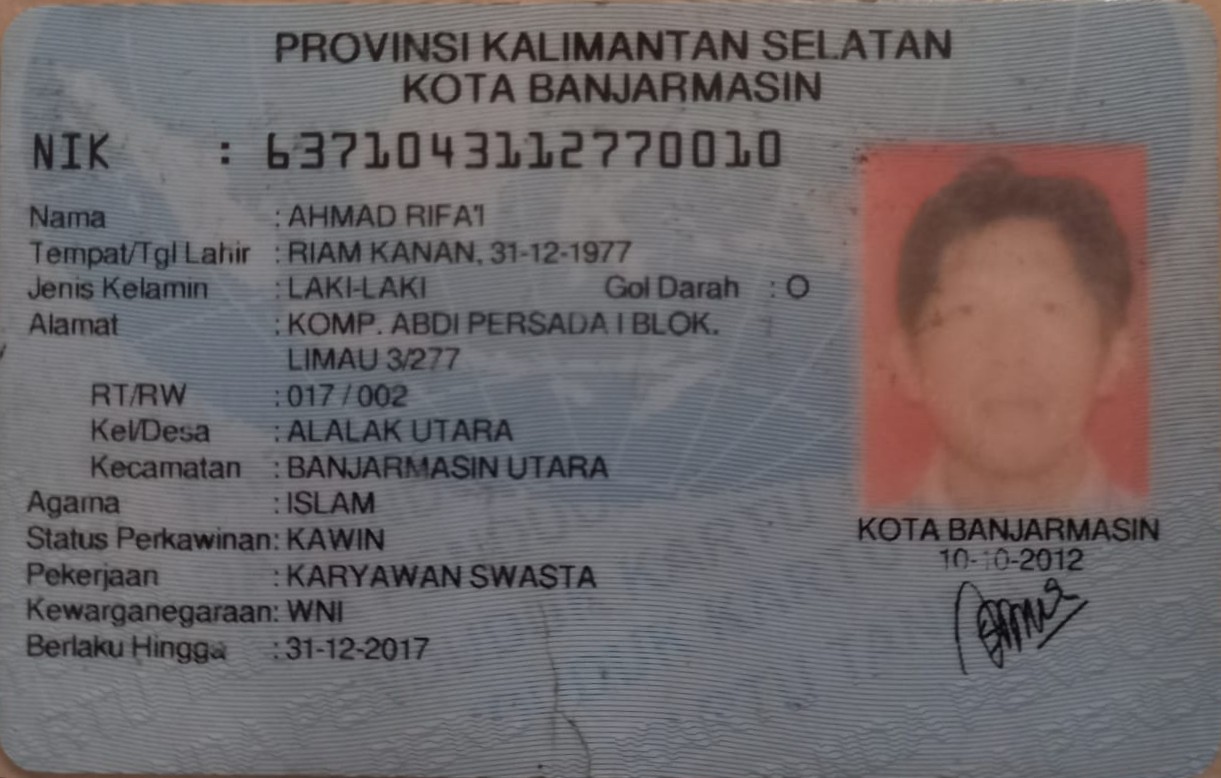 PROVINSI KALIMANTAN SELATAN
KOTA BANJARMASIN
NIK : 6371043112770010
Nama : AHMAD RIFA'I
Tempat/Tgl Lahir : RIAM KANAN, 31-12-1977
Jenis Kelamin : LAKI-LAKI Gol Darah : O
Alamat : KOMP. ABDI PERSADA I BLOK.
LIMAU 3/277
RT/RW : 017 / 002
Kel/Desa : ALALAK UTARA
Kecamatan : BANJARMASIN UTARA
Agama : ISLAM
Status Perkawinan: KAWIN
Pekerjaan : KARYAWAN SWASTA
Kewarganegaraan: WNI
Berlaku Hingga : 31-12-2017
KOTA BANJARMASIN
10-10-2012